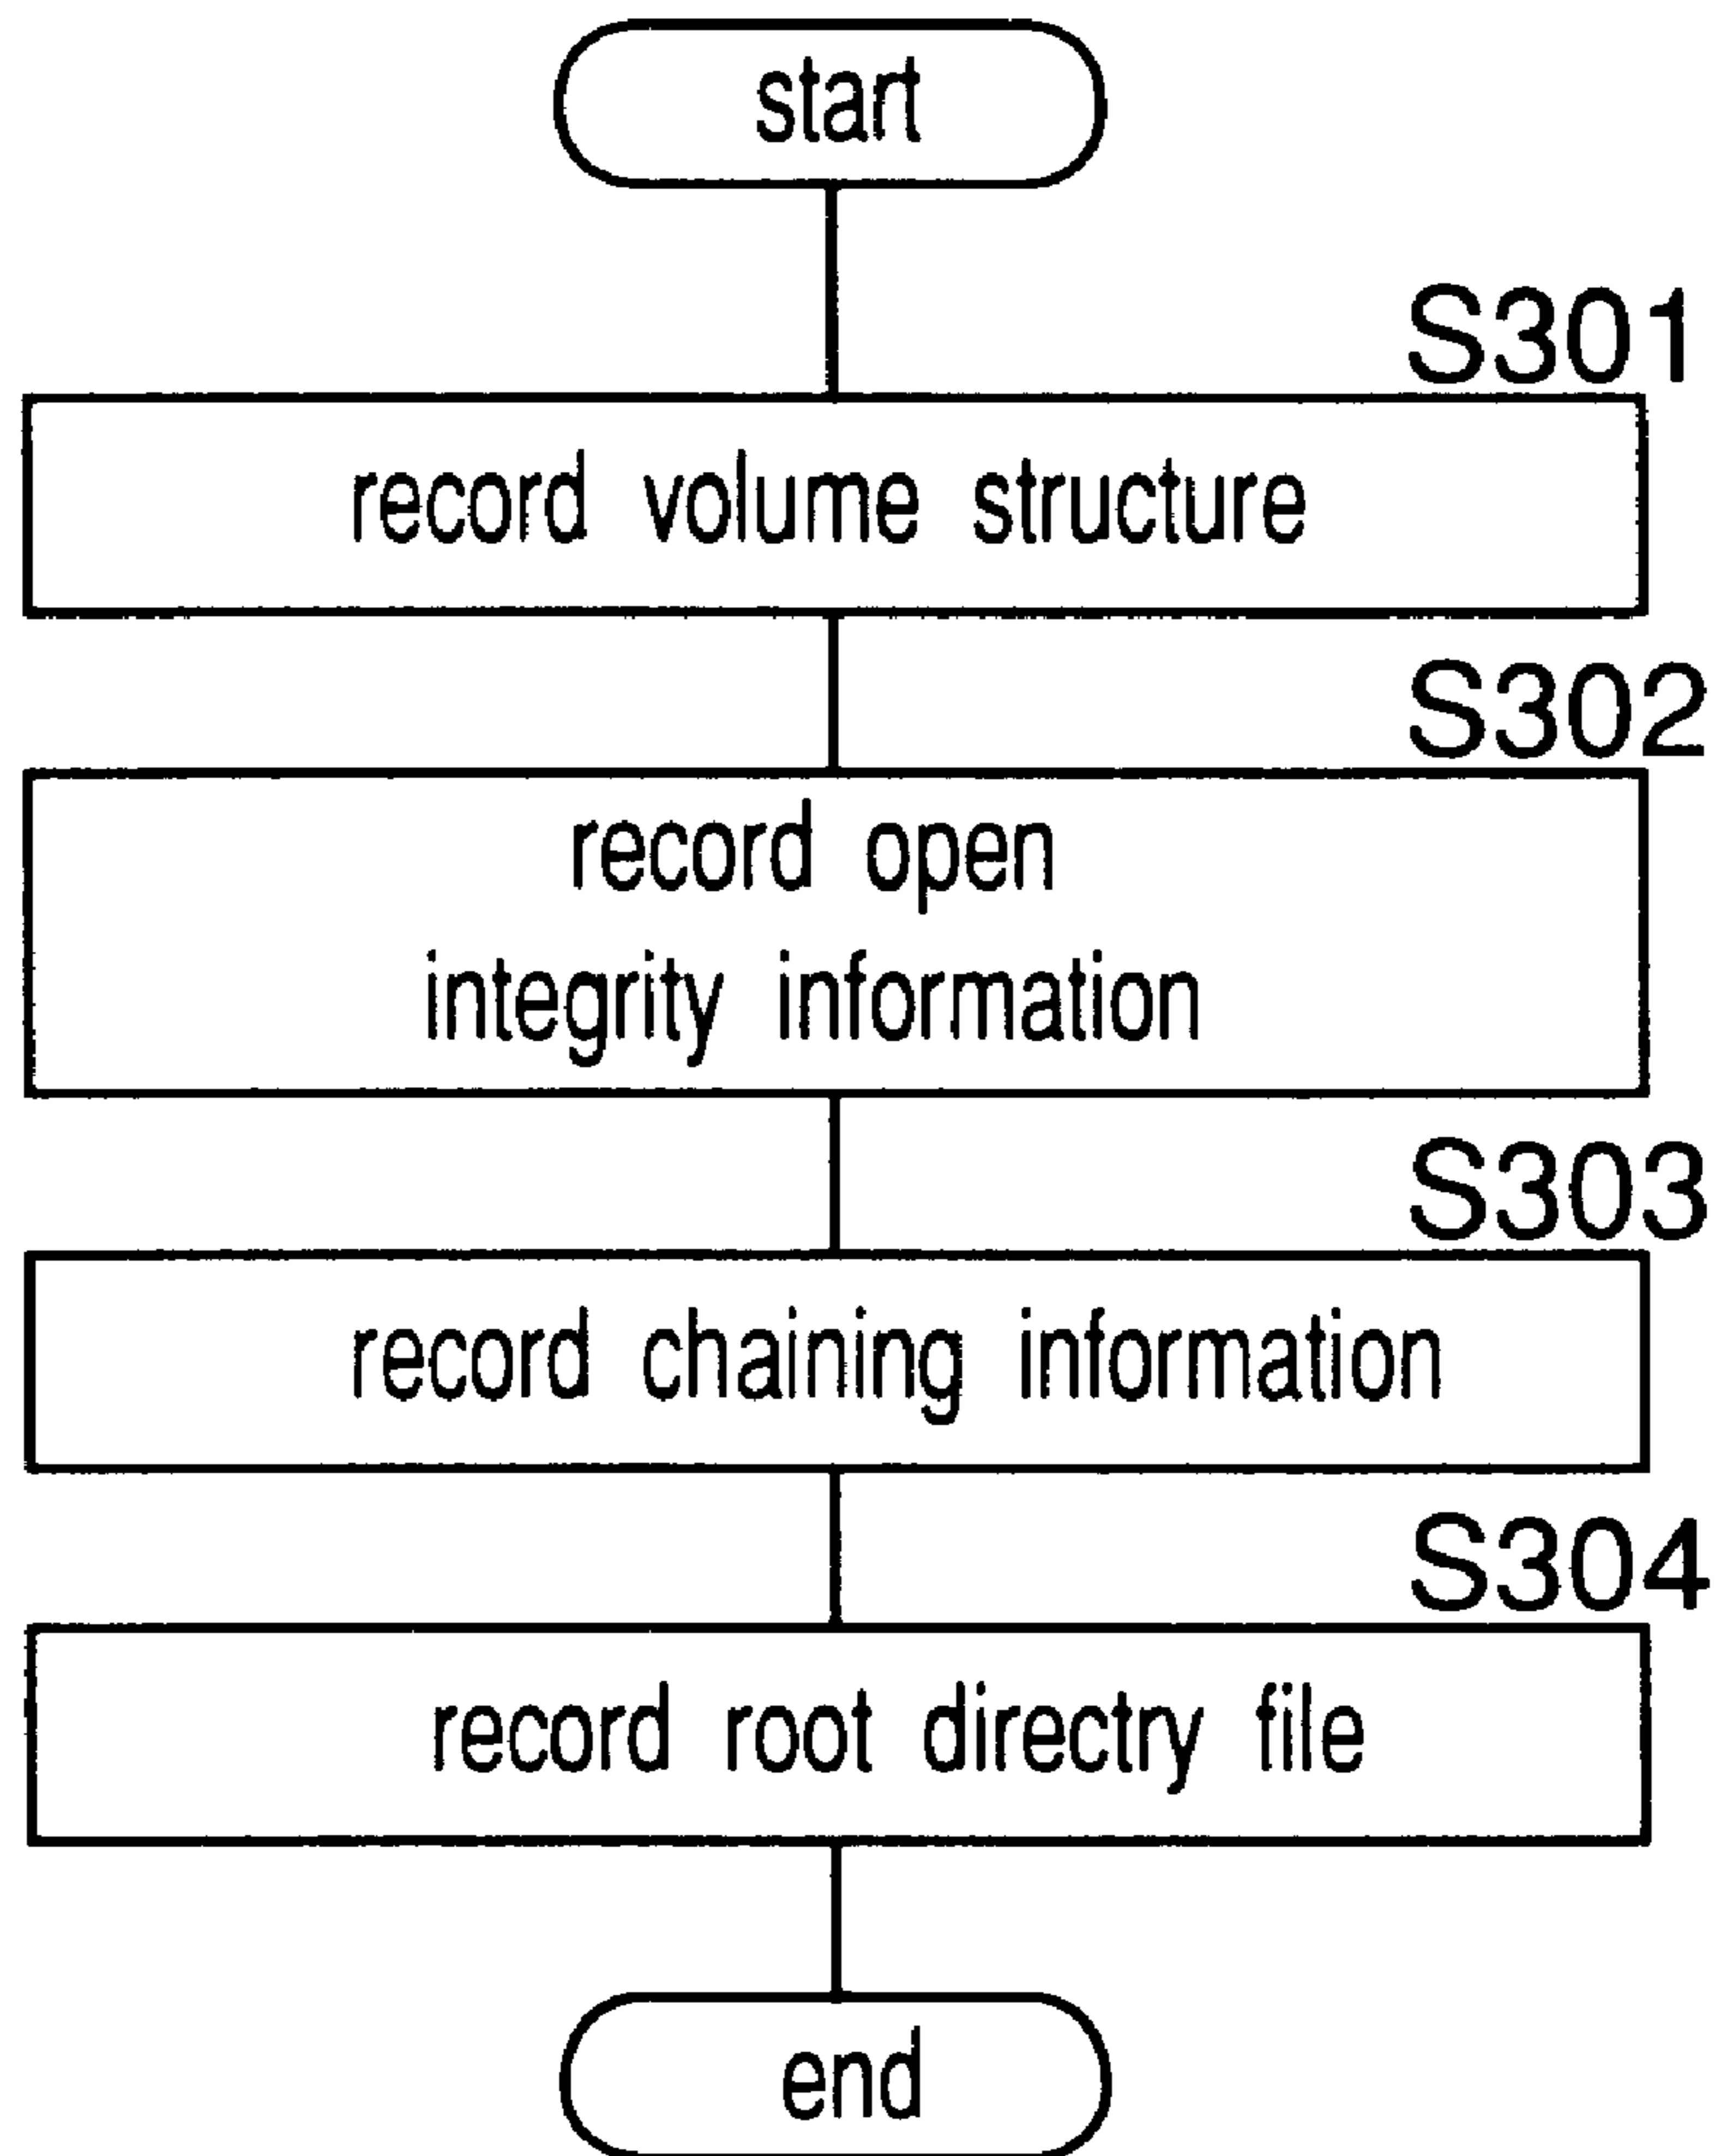 start
S301
record volume structure
S302
record open
integrity information
S303
record chaining information
S304
record root directry file
end